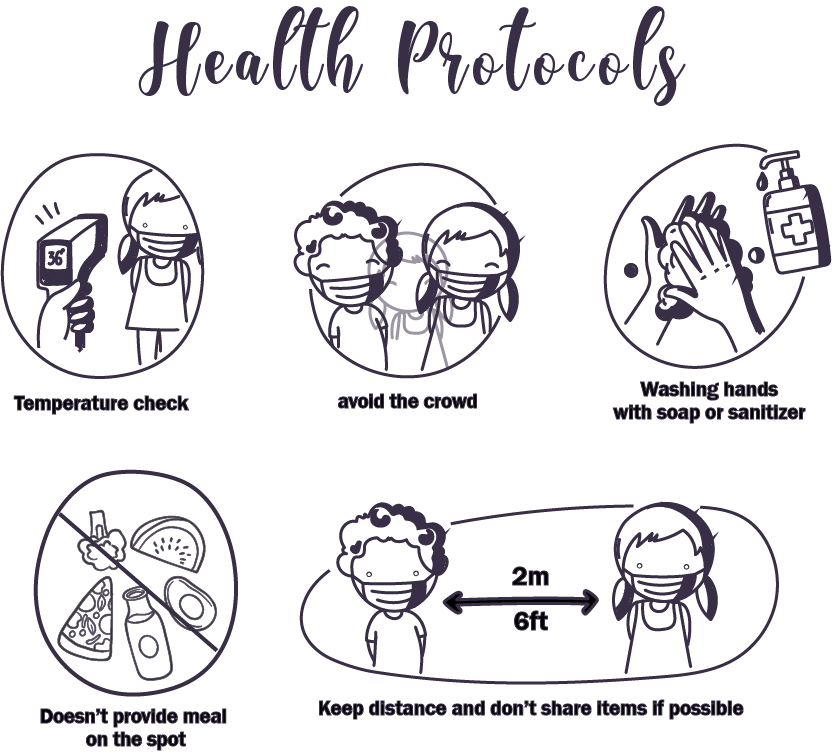 Health Protocols
36°
Temperature check
avoid the crowd
Washing hands
with soap or sanitizer
2m
6ft
Doesn't provide meal
on the spot
Keep distance and don't share items if possible